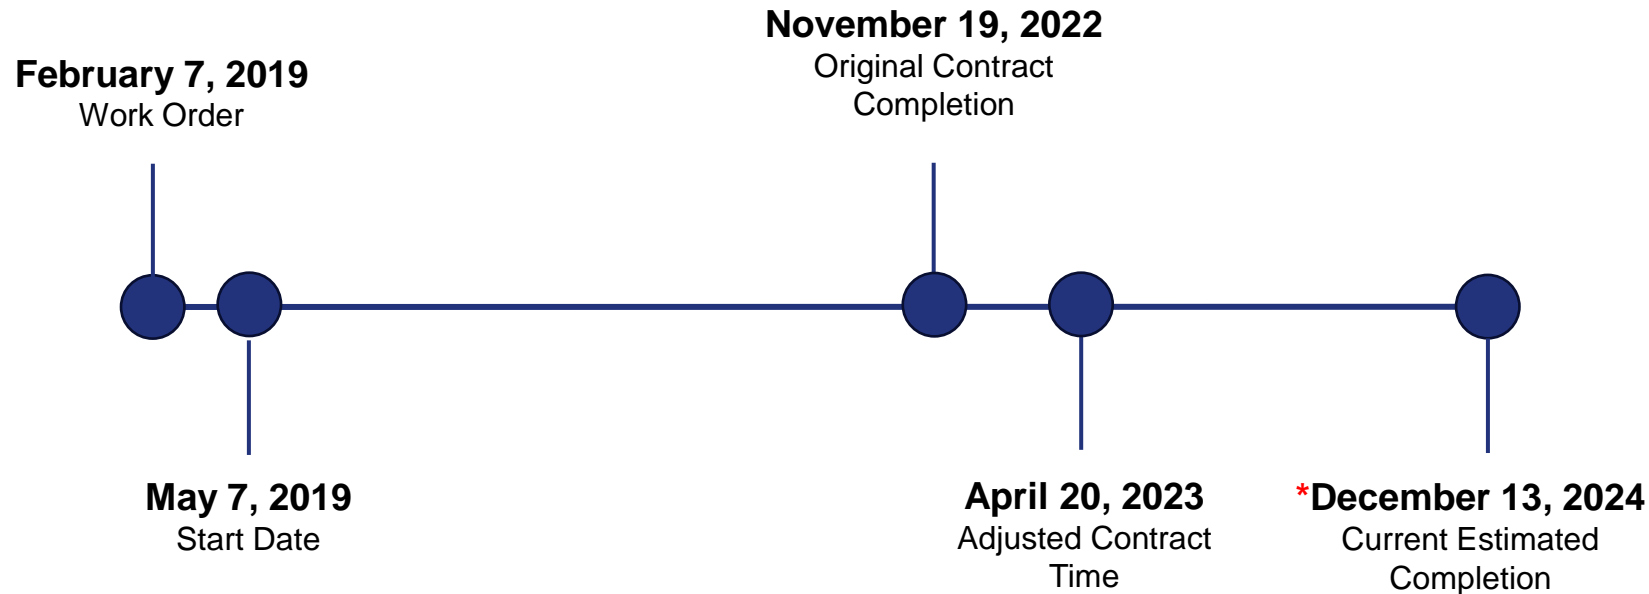 February 7, 2019
Work Order
November 19, 2022
Original Contract
Completion
May 7, 2019
Start Date
April 20, 2023
Adjusted Contract
Time
*December 13, 2024
Current Estimated
Completion